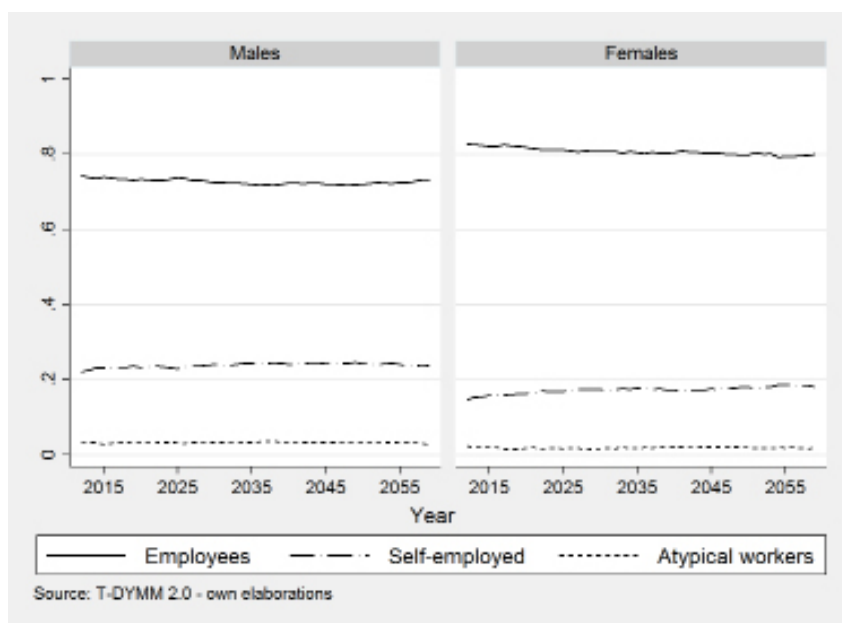 Males Females
1
.8
.6
.4
.2
0
2015 2025 2035 2045 2055 2015 2025 2035 2045 2055
Year
Employees Self-employed Atypical workers
Source: T-DYMM 2.0 - own elaborations